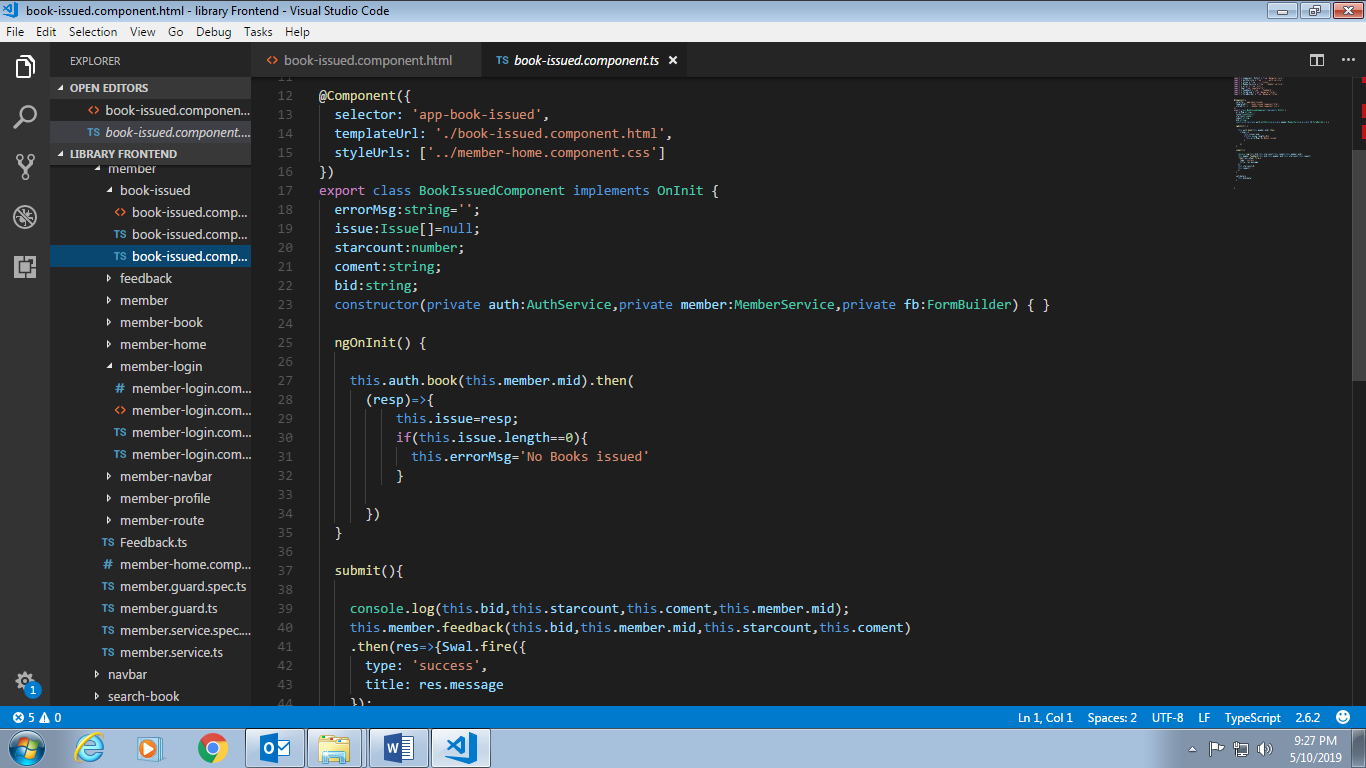 book-issued.component.html - library Frontend - Visual Studio Code
File Edit Selection View Go Debug Tasks Help
EXPLORER
OPEN EDITORS
book-issued.componen...
book-issued.component....
LIBRARY FRONTEND
member
book-issued
book-issued.comp...
TS book-issued.comp...
TS book-issued.comp...
feedback
member
member-book
member-home
member-login
# member-login.com...
member-login.com...
TS member-login.com...
TS member-login.com...
member-navbar
member-profile
member-route
TS Feedback.ts
# member-home.comp...
TS member.guard.spec.ts
TS member.guard.ts
TS member.service.spec....
TS member.service.ts
navbar
search-book
book-issued.component.html TS book-issued.component.ts
11
12 @Component({
13 selector: 'app-book-issued',
14 templateUrl: './book-issued.component.html',
15 styleUrls: ['../member-home.component.css']
16 })
17 export class BookIssuedComponent implements OnInit {
18 errorMsg:string='';
19 issue:Issue[]=null;
20 starcount:number;
21 coment:string;
22 bid:string;
23 constructor(private auth:AuthService,private member:MemberService,private fb:FormBuilder) { }
24
25 ngOnInit() {
26
27 this.auth.book(this.member.mid).then(
28 (resp)=>{
29 this.issue=resp;
30 if(this.issue.length==0){
31 this.errorMsg='No Books issued'
32 }
33
34 })
35 }
36
37 submit(){
38
39 console.log(this.bid,this.starcount,this.coment,this.member.mid);
40 this.member.feedback(this.bid,this.member.mid,this.starcount,this.coment)
41 .then(res=>{Swal.fire({
42 type: 'success',
43 title: res.message
44 });
1
5 0 Ln 1, Col 1 Spaces: 2 UTF-8 LF TypeScript 2.6.2
9:27 PM
5/10/2019